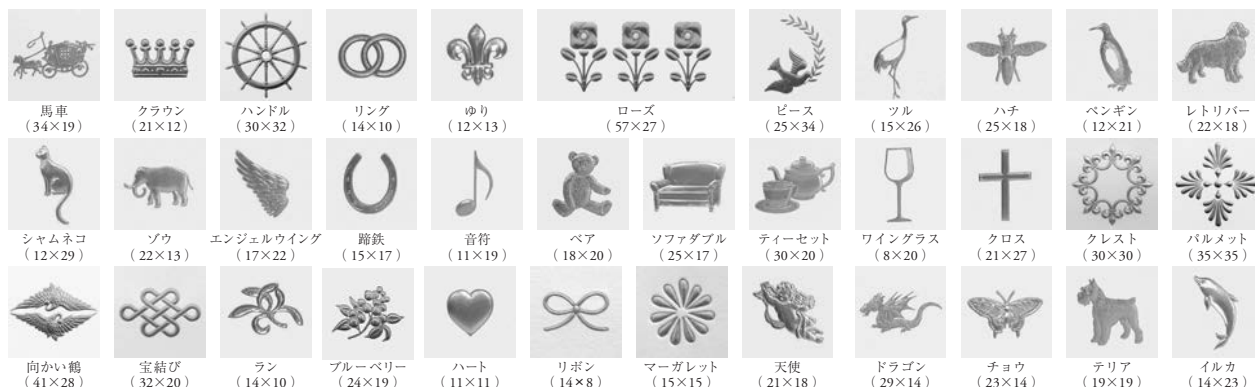 馬車
(34×19)
クラウン
(21×12)
ハンドル
(30×32)
リング
(14×10)
ゆり
(12×13)
ローズ
(57×27)
ピース
(25×34)
ツル
(15×26)
ハチ
(25×18)
ペンギン
(12×21)
レトリバー
(22×18)
シャムネコ
(12×29)
ゾウ
(22×13)
エンジェルウイング
(17×22)
蹄鉄
(15×17)
音符
(11×19)
ベア
(18×20)
ソファダブル
(25×17)
ティーセット
(30×20)
ワイングラス
(8×20)
クロス
(21×27)
クレスト
(30×30)
パルメット
(35×35)
向かい鶴
(41×28)
宝結び
(32×20)
ラン
(14×10)
ブルーベリー
(24×19)
ハート
(11×11)
リボン
(14×8)
マーガレット
(15×15)
天使
(21×18)
ドラゴン
(29×14)
チョウ
(23×14)
テリア
(19×19)
イルカ
(14×23)